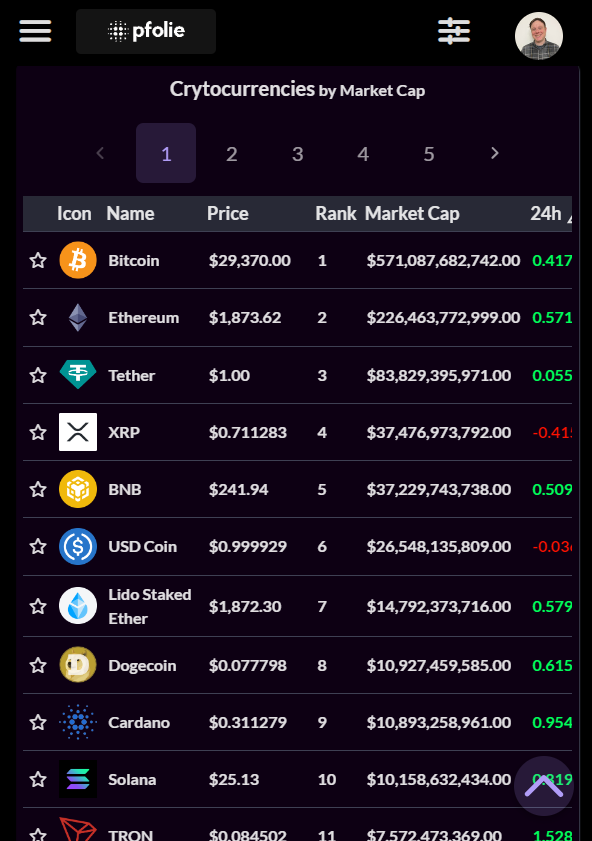 pfolie
Crytocurrencies by Market Cap
1 2 3 4 5
Icon Name Price Rank Market Cap 24h
Bitcoin $29,370.00 1 $571,087,682,742.00 0.417
Ethereum $1,873.62 2 $226,463,772,999.00 0.571
Tether $1.00 3 $83,829,395,971.00 0.055
XRP $0.711283 4 $37,476,973,792.00 -0.415
BNB $241.94 5 $37,229,743,738.00 0.509
USD Coin $0.999929 6 $26,548,135,809.00 -0.036
Lido Staked
Ether $1,872.30 7 $14,792,373,716.00 0.579
Dogecoin $0.077798 8 $10,927,459,585.00 0.615
Cardano $0.311279 9 $10,893,258,961.00 0.954
Solana $25.13 10 $10,158,632,434.00
TRON $0.084502 11 $7,572,473,369.00 1.528